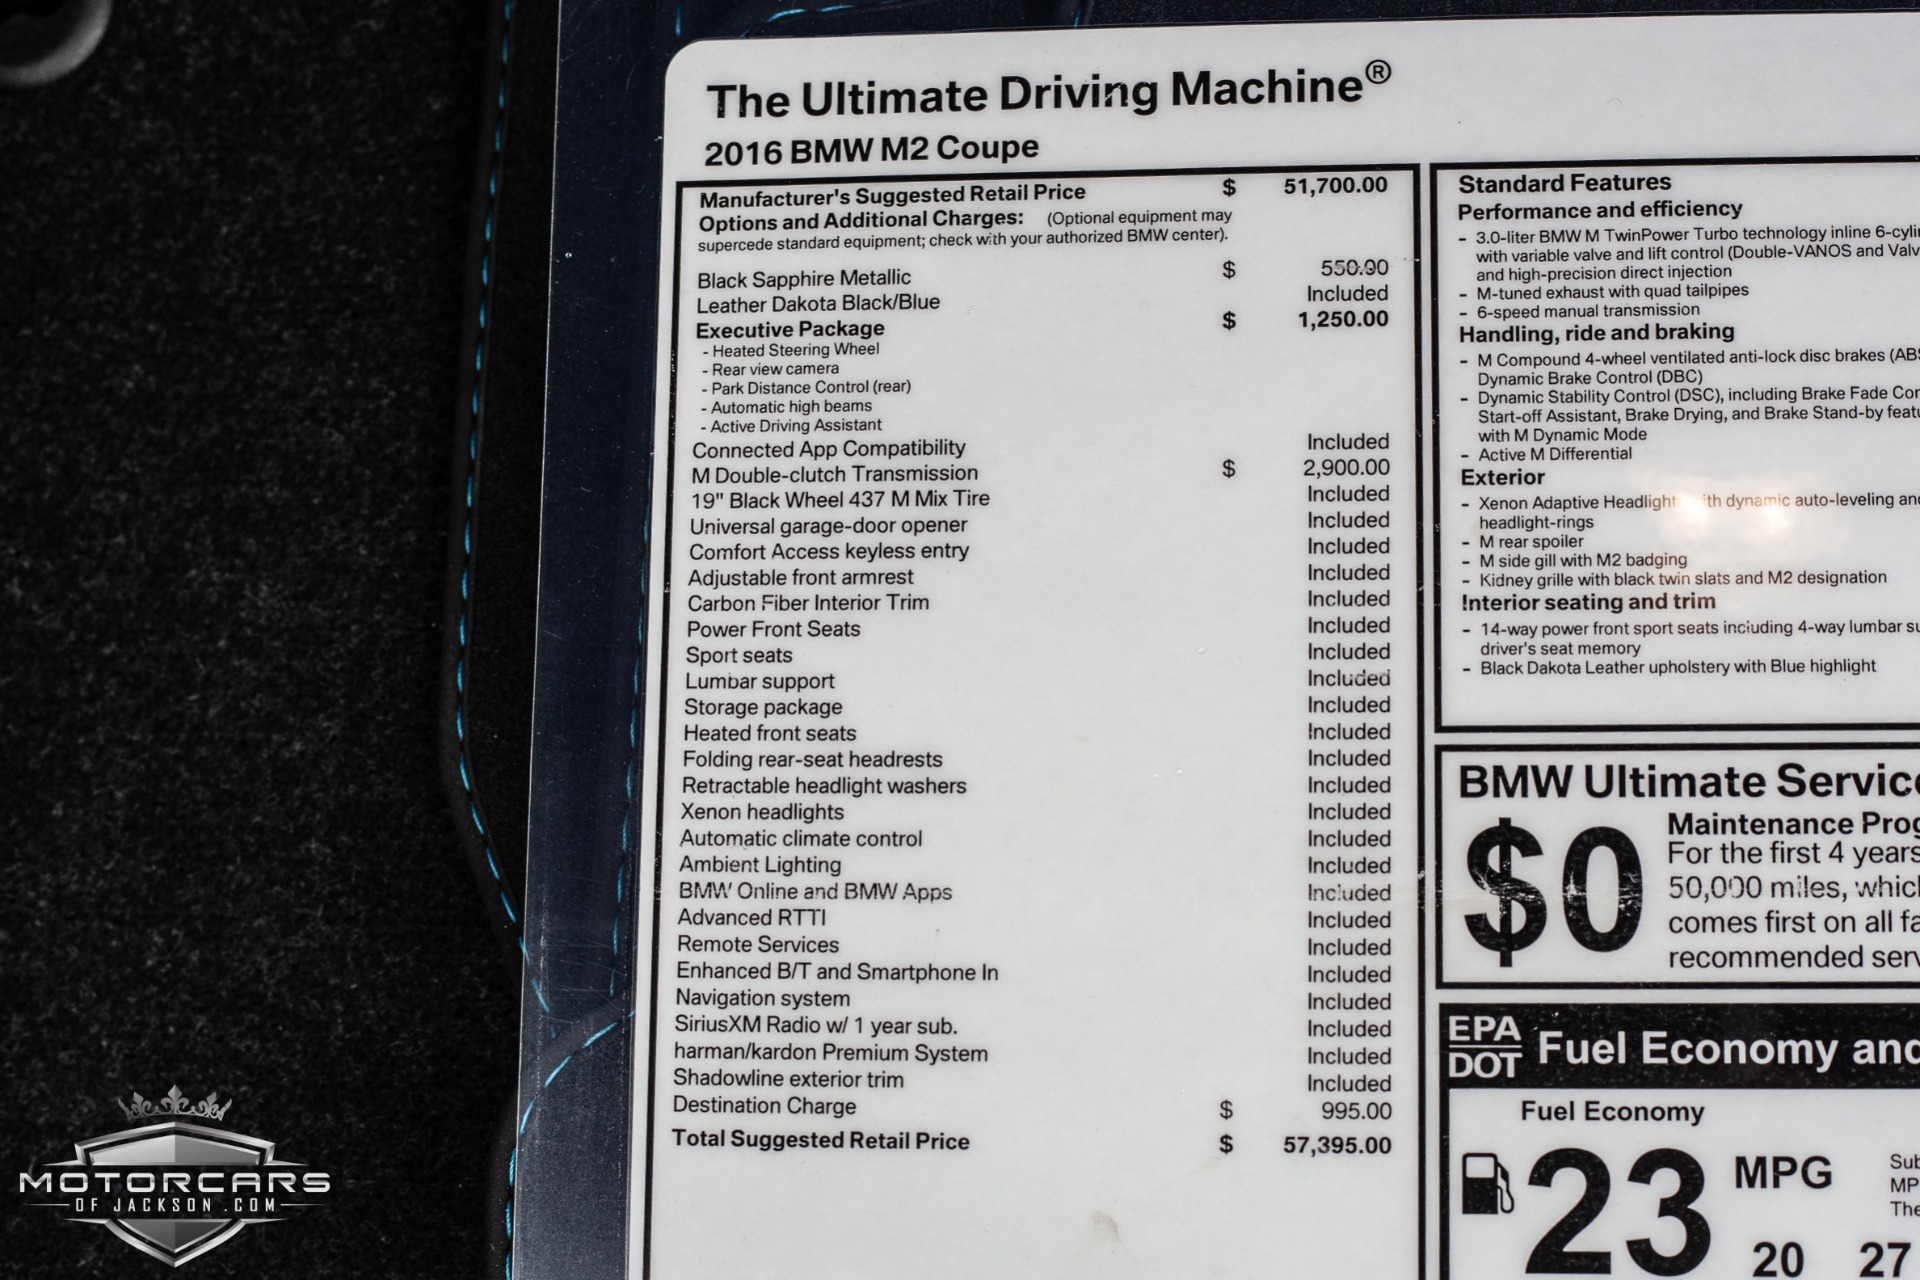 The Ultimate Driving Machine®
2016 BMW M2 Coupe
Manufacturer's Suggested Retail Price $ 51,700.00
Options and Additional Charges: (Optional equipment may
supercede standard equipment; check with your authorized BMW center).
Black Sapphire Metallic $ 550.00
Leather Dakota Black/Blue Included
Executive Package $ 1,250.00
- Heated Steering Wheel
- Rear view camera
- Park Distance Control (rear)
- Automatic high beams
- Active Driving Assistant
Connected App Compatibility Included
M Double-clutch Transmission $ 2,900.00
19" Black Wheel 437 M Mix Tire Included
Universal garage-door opener Included
Comfort Access keyless entry Included
Adjustable front armrest Included
Carbon Fiber Interior Trim Included
Power Front Seats Included
Sport seats Included
Lumbar support Included
Storage package Included
Heated front seats Included
Folding rear-seat headrests Included
Retractable headlight washers Included
Xenon headlights Included
Automatic climate control Included
Ambient Lighting Included
BMW Online and BMW Apps Included
Advanced RTTI Included
Remote Services Included
Enhanced B/T and Smartphone In Included
Navigation system Included
SiriusXM Radio w/ 1 year sub. Included
harman/kardon Premium System Included
Shadowline exterior trim Included
Destination Charge $ 995.00
Total Suggested Retail Price $ 57,395.00
Standard Features
Performance and efficiency
- 3.0-liter BMW M TwinPower Turbo technology inline 6-cyli
with variable valve and lift control (Double-VANOS and Valv
and high-precision direct injection
- M-tuned exhaust with quad tailpipes
- 6-speed manual transmission
Handling, ride and braking
- M Compound 4-wheel ventilated anti-lock disc brakes (ABS
Dynamic Brake Control (DBC)
- Dynamic Stability Control (DSC), including Brake Fade Con
Start-off Assistant, Brake Drying, and Brake Stand-by featu
with M Dynamic Mode
- Active M Differential
Exterior
- Xenon Adaptive Headlight with dynamic auto-leveling and
headlight-rings
- M rear spoiler
- M side gill with M2 badging
- Kidney grille with black twin slats and M2 designation
Interior seating and trim
- 14-way power front sport seats including 4-way lumbar su
driver's seat memory
- Black Dakota Leather upholstery with Blue highlight
BMW Ultimate Service
$0
Maintenance Prog
For the first 4 years
50,000 miles, which
comes first on all fa
recommended serv
EPA
DOT
Fuel Economy and
Fuel Economy
23 MPG
20 27
Sub
MP
The
MOTORCARS
OF JACKSON.COM